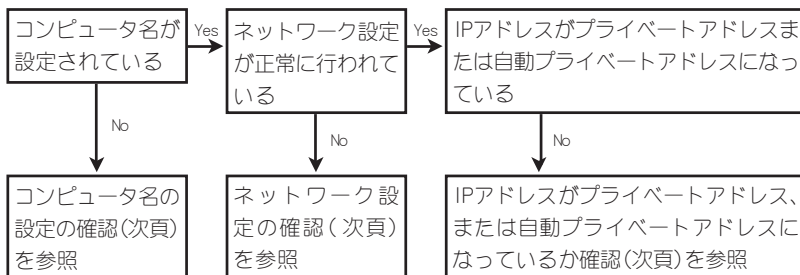 コンピュータ名が
設定されている
Yes
ネットワーク設定
が正常に行われて
いる
Yes
IPアドレスがプライベートアドレスま
たは自動プライベートアドレスになっ
ている
No
No
No
コンピュータ名の
設定の確認(次頁)
を参照
ネットワーク設
定の確認(次頁)
を参照
IPアドレスがプライベートアドレス、
または自動プライベートアドレスに
なっているか確認(次頁)を参照